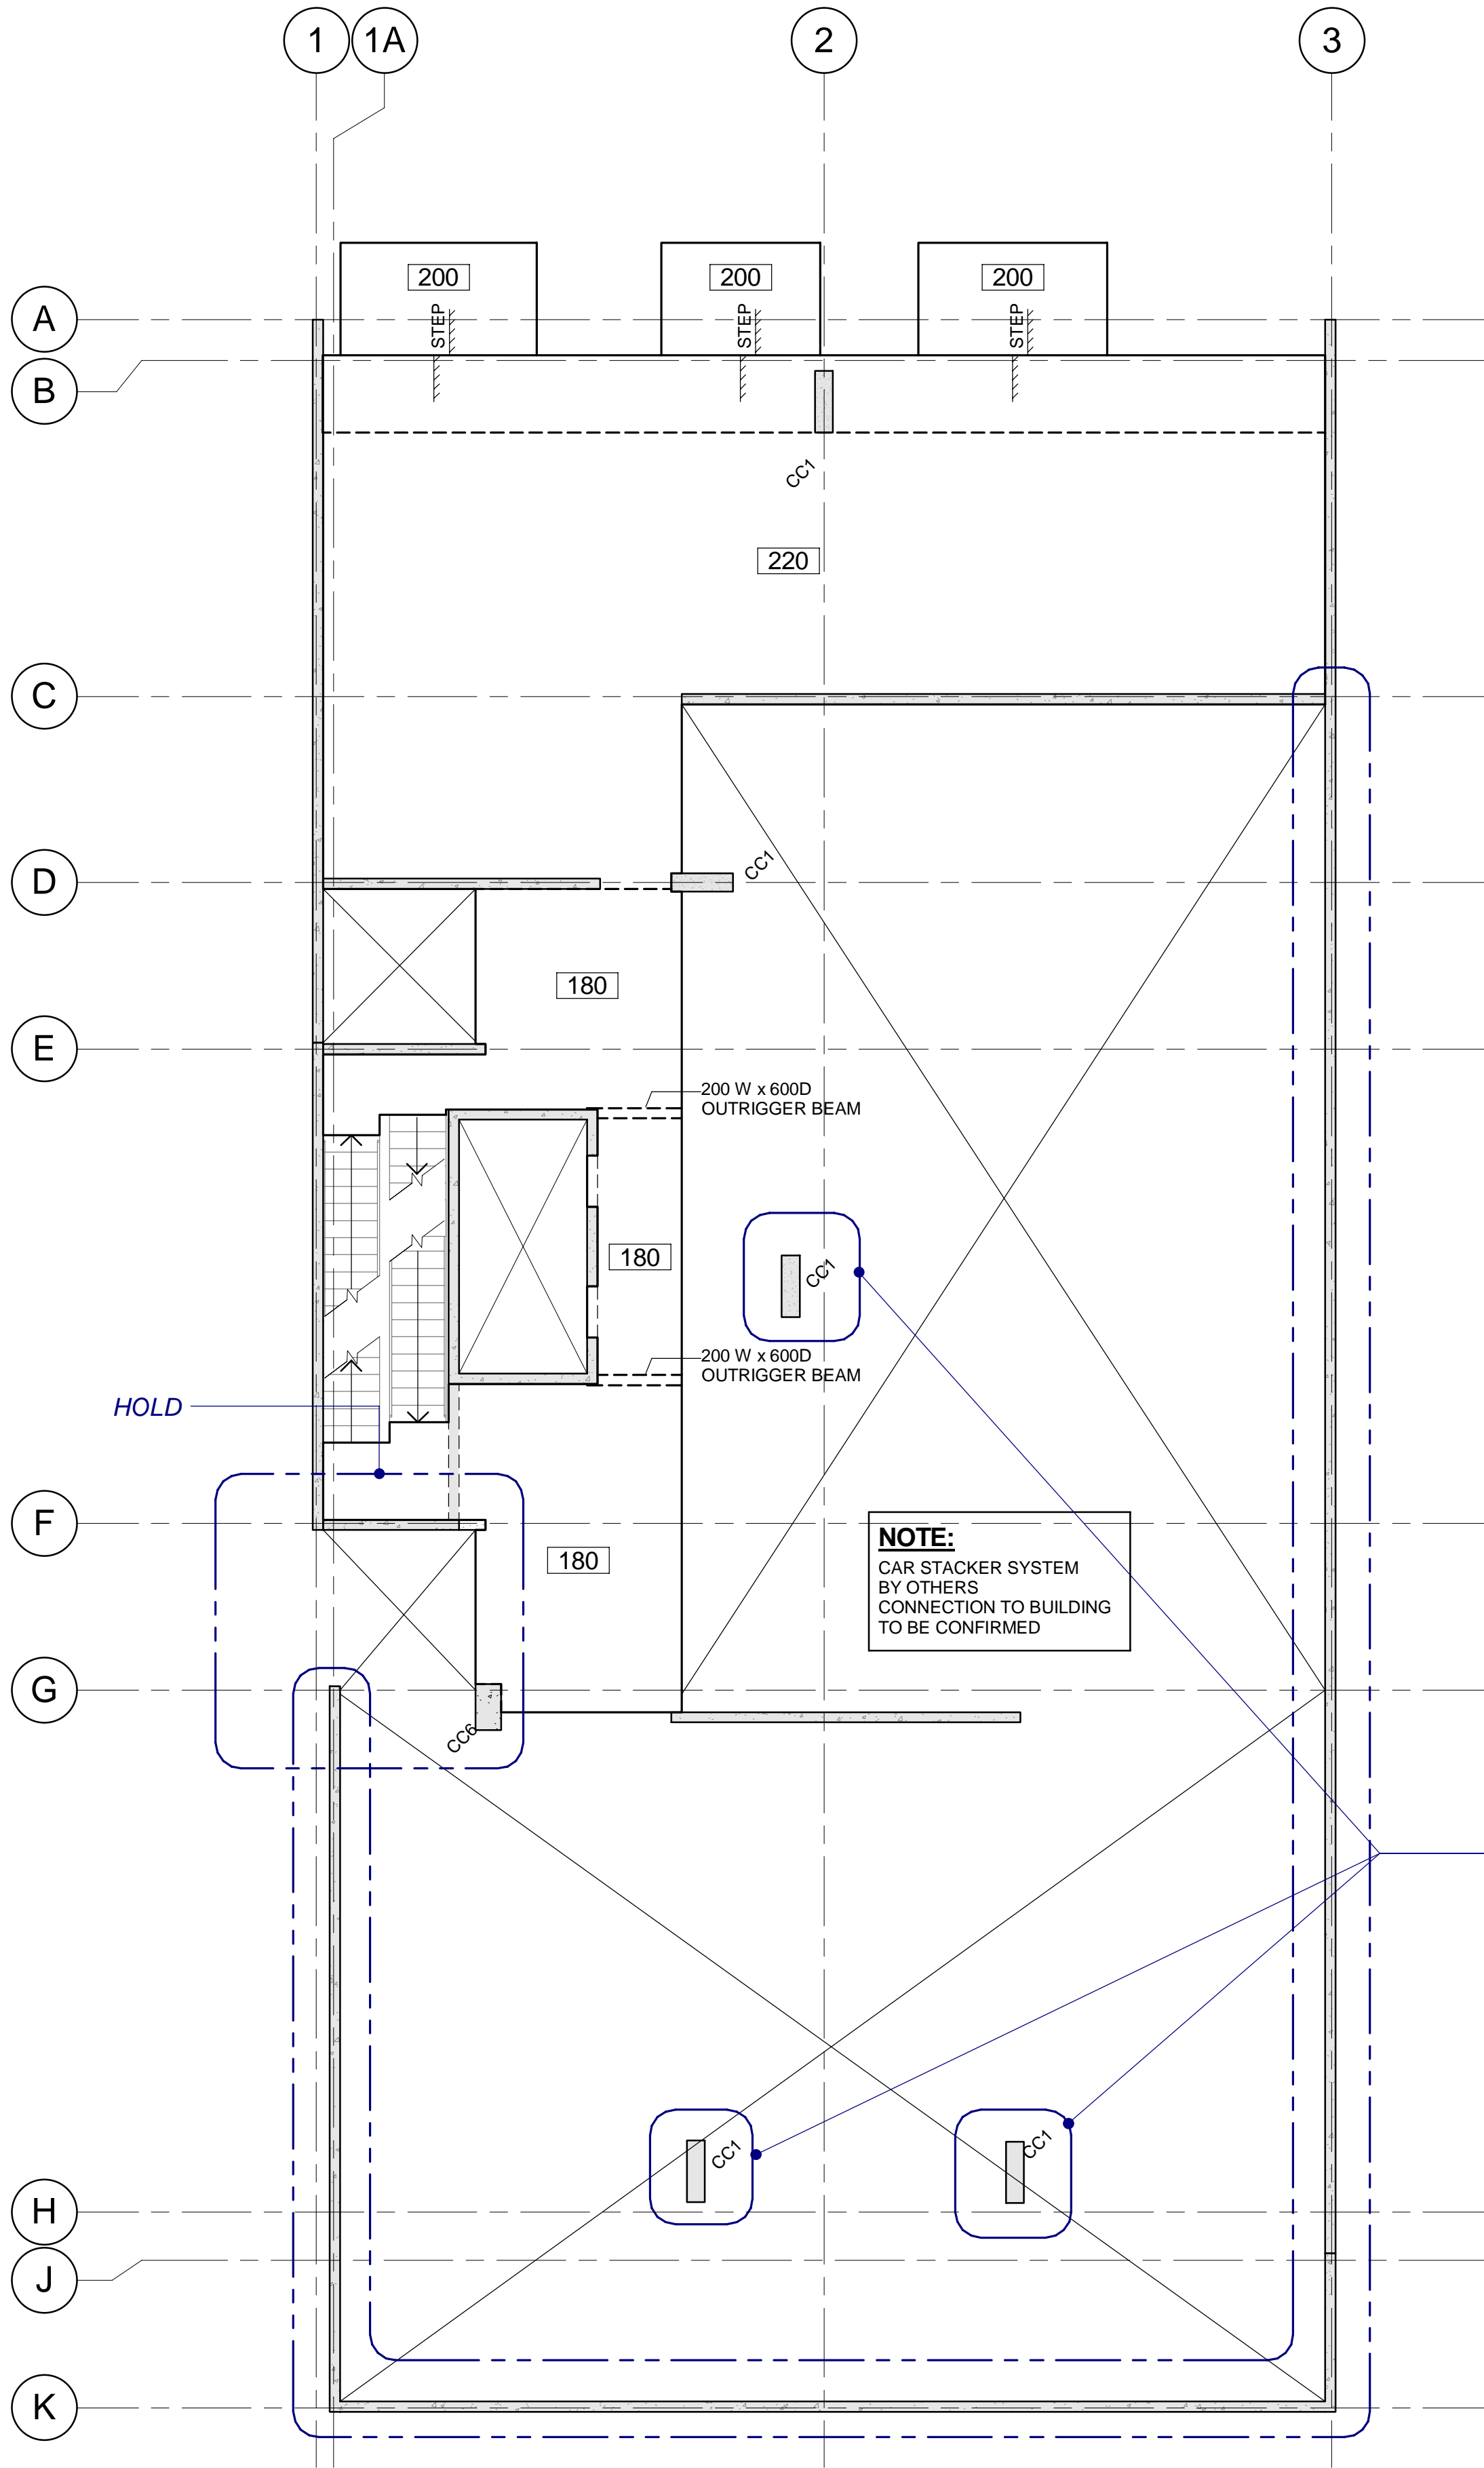 1 1A 2 3
A
200 200 200
STEP STEP STEP
B
CC1
220
C
D
CC1
180
E
200 W x 600D
OUTRIGGER BEAM
180
CC1
200 W x 600D
OUTRIGGER BEAM
HOLD
F
180
NOTE:
CAR STACKER SYSTEM
BY OTHERS
CONNECTION TO BUILDING
TO BE CONFIRMED
G
CC6
CC1 CC1
H
J
K